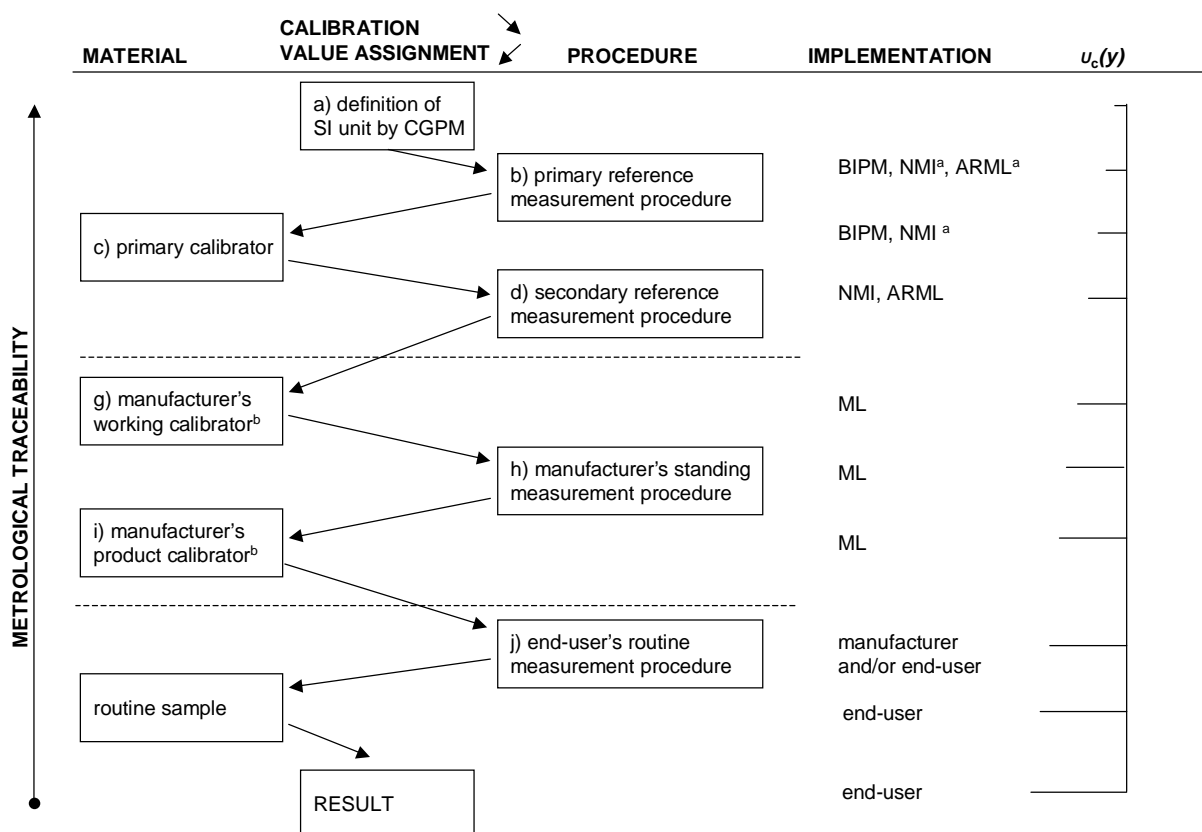 CALIBRATION
MATERIAL VALUE ASSIGNMENT PROCEDURE IMPLEMENTATION uc(y)
a) definition of
SI unit by CGPM
b) primary reference
measurement procedure
BIPM, NMIᵃ, ARMLᵃ
c) primary calibrator
BIPM, NMI ᵃ
d) secondary reference
measurement procedure
NMI, ARML
g) manufacturer’s
working calibratorᵇ
ML
h) manufacturer’s standing
measurement procedure
ML
i) manufacturer’s
product calibratorᵇ
ML
j) end-user’s routine
measurement procedure
manufacturer
and/or end-user
routine sample
end-user
RESULT
end-user
METROLOGICAL TRACEABILITY